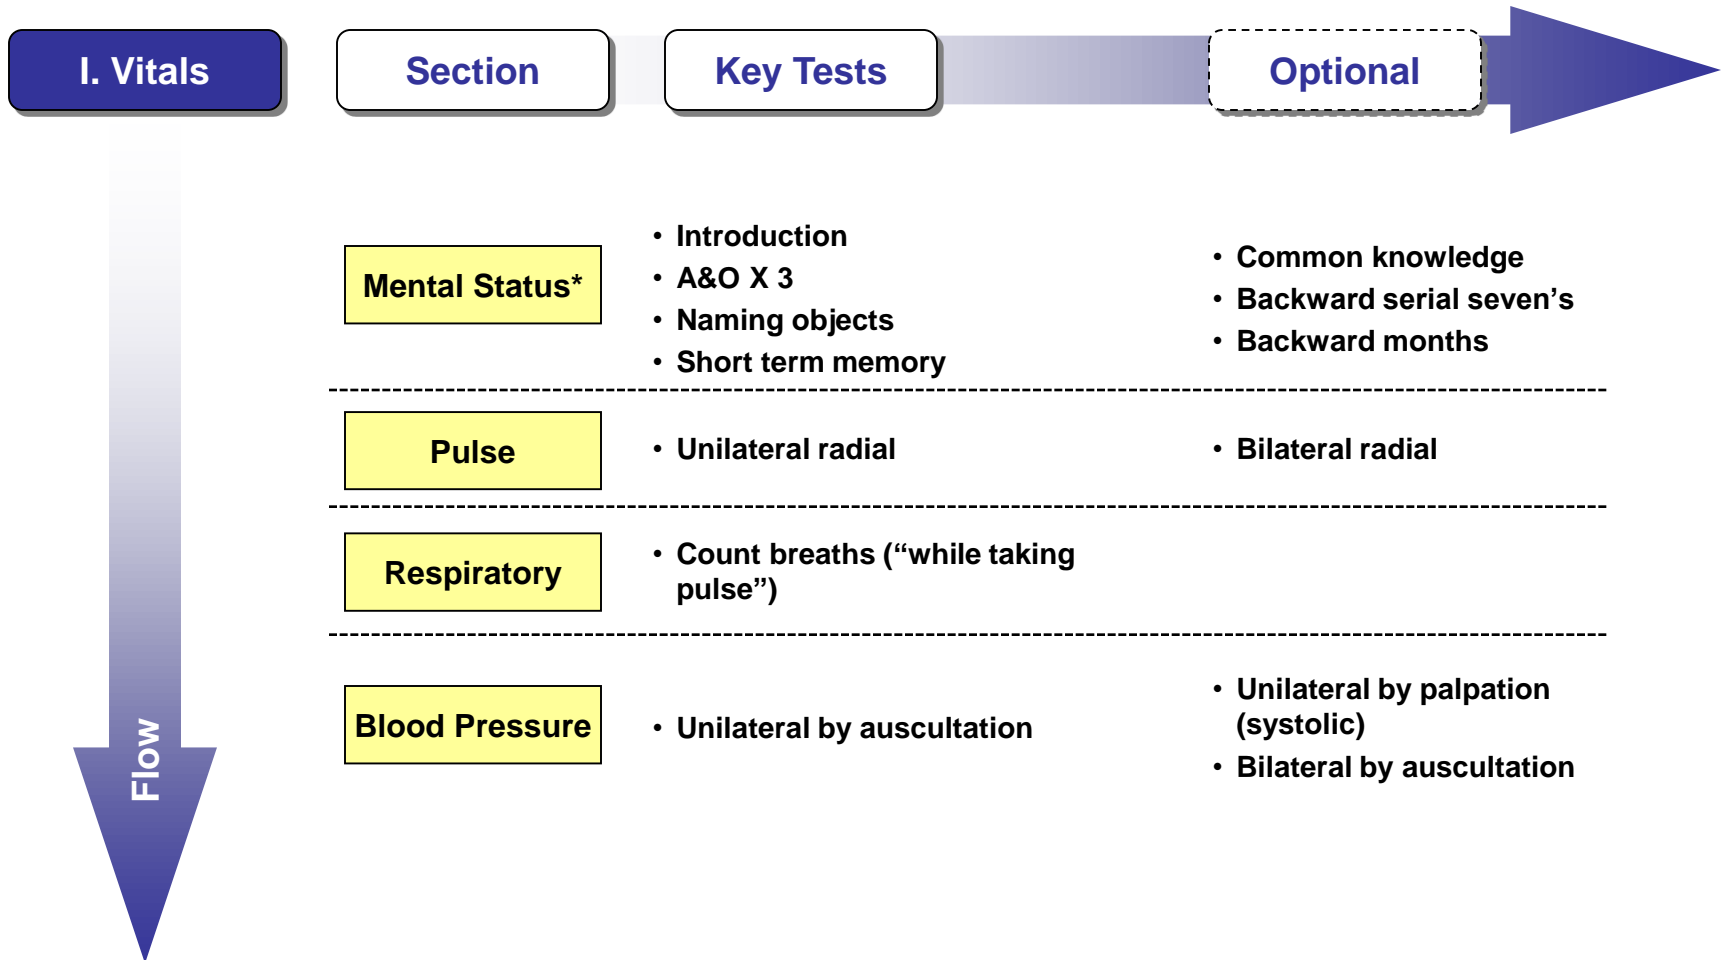 I. Vitals
Section
Key Tests
Optional
Mental Status*
• Introduction
• A&O X 3
• Naming objects
• Short term memory
• Common knowledge
• Backward serial seven’s
• Backward months
Pulse
• Unilateral radial
• Bilateral radial
Respiratory
• Count breaths (“while taking
pulse”)
Blood Pressure
• Unilateral by auscultation
• Unilateral by palpation
(systolic)
• Bilateral by auscultation
Flow